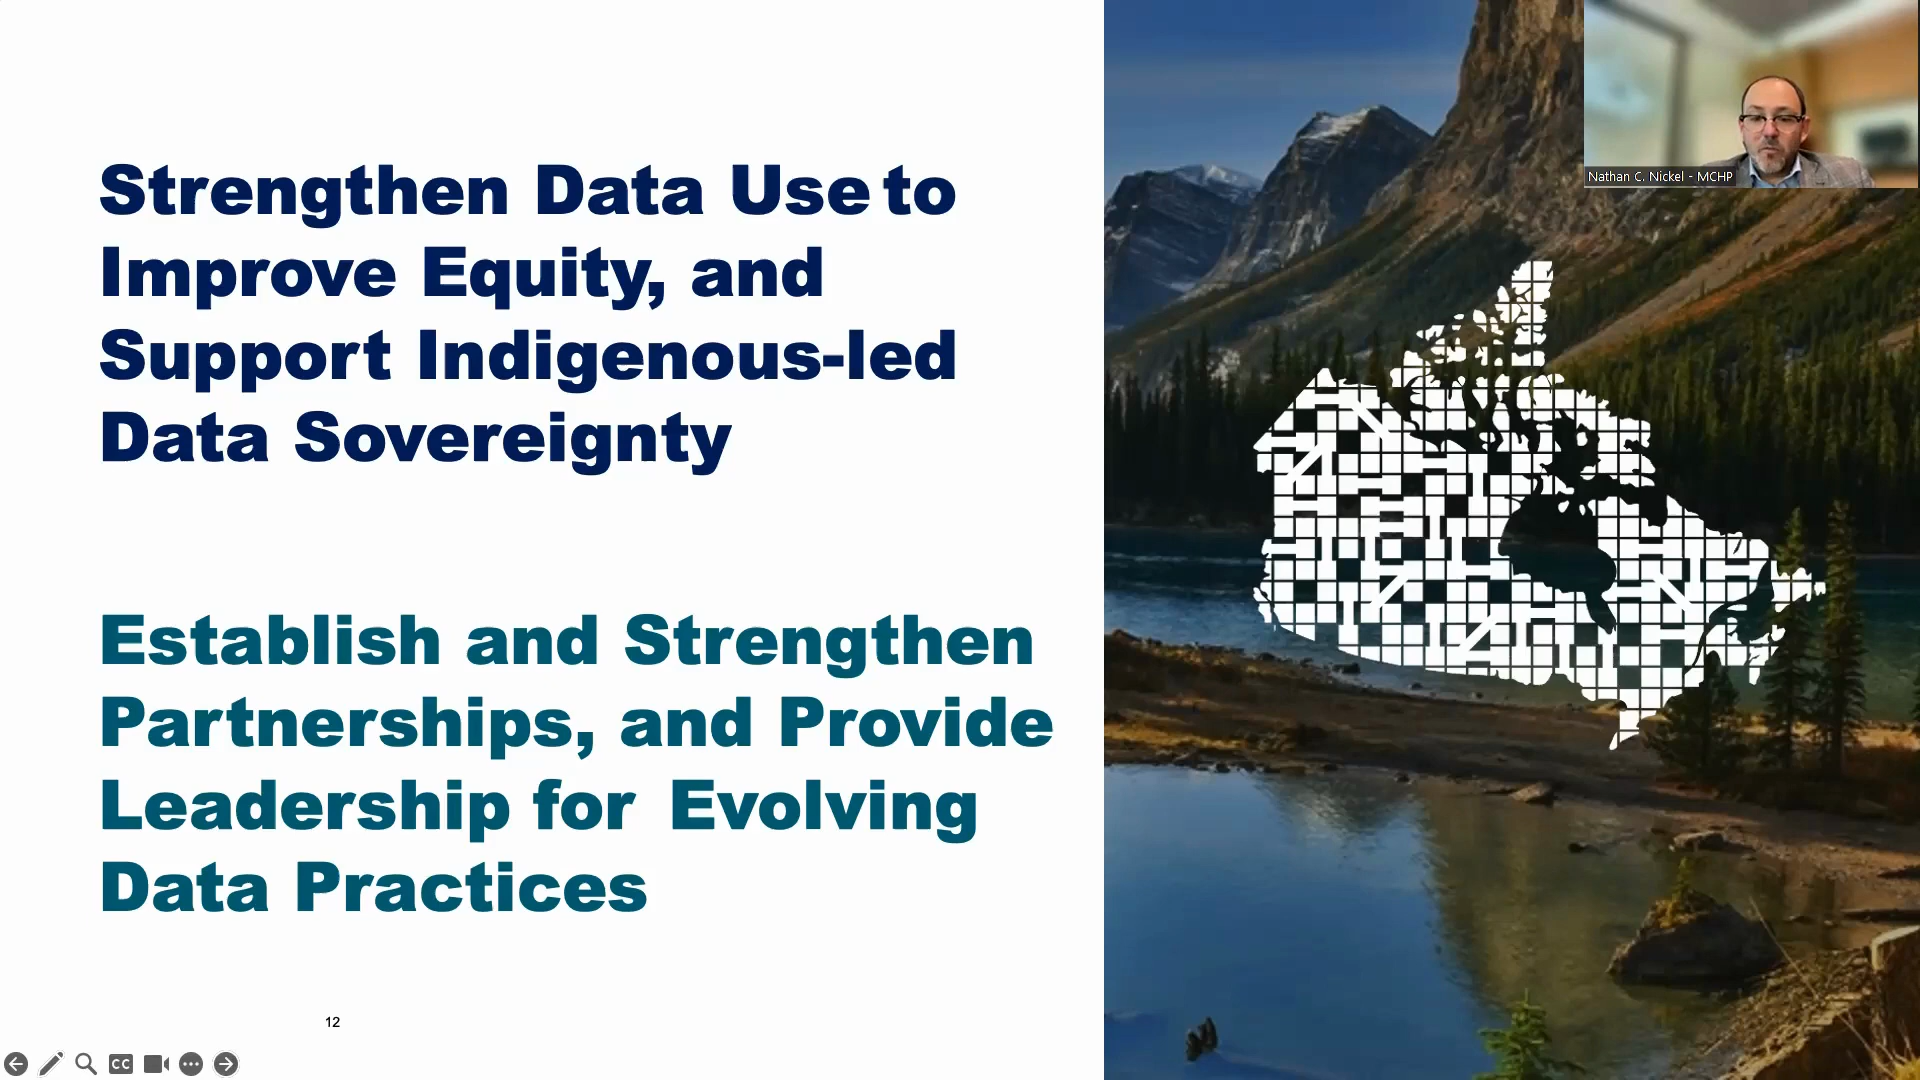 Strengthen Data Use to
Improve Equity, and
Support Indigenous-led
Data Sovereignty
Establish and Strengthen
Partnerships, and Provide
Leadership for Evolving
Data Practices
12
CC
Nathan C. Nickel - MCHP